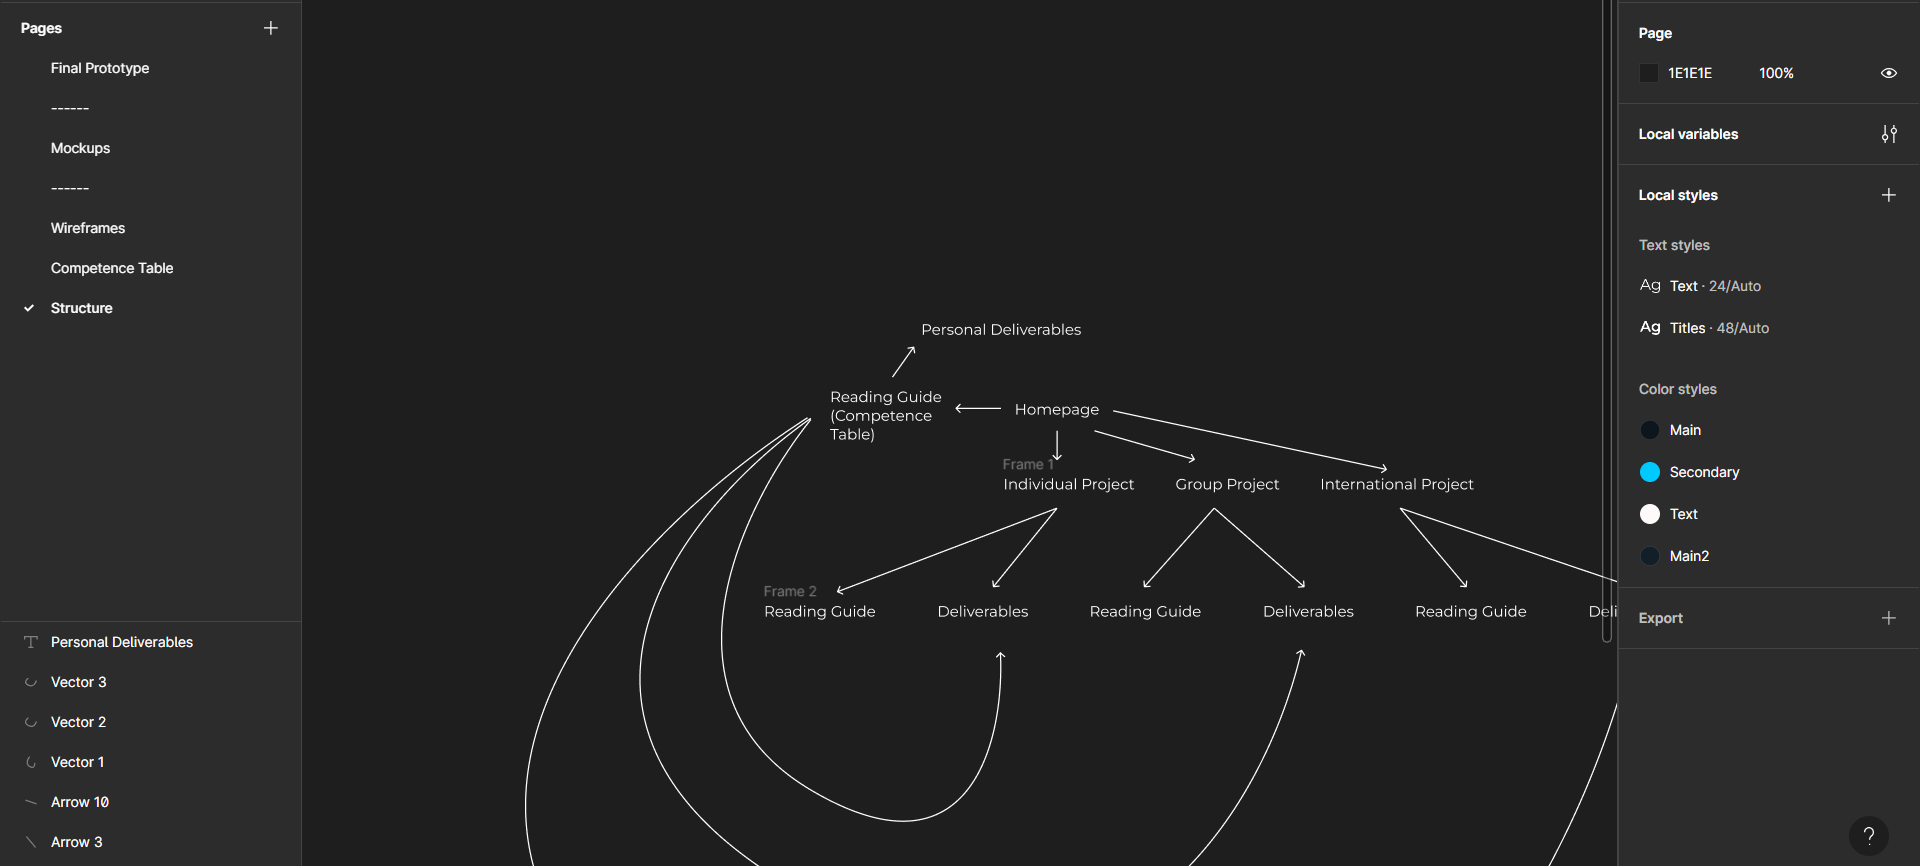 Pages
Final Prototype
------
Mockups
------
Wireframes
Competence Table
Structure
Personal Deliverables
Vector 3
Vector 2
Vector 1
Arrow 10
Arrow 3
Personal Deliverables
Reading Guide
(Competence
Table)
Homepage
Frame 1
Individual Project
Group Project
International Project
Frame 2
Reading Guide
Deliverables
Reading Guide
Deliverables
Reading Guide
Deli
Page
1E1E1E 100%
Local variables
Local styles
Text styles
Ag Text · 24/Auto
Ag Titles · 48/Auto
Color styles
Main
Secondary
Text
Main2
Export
?